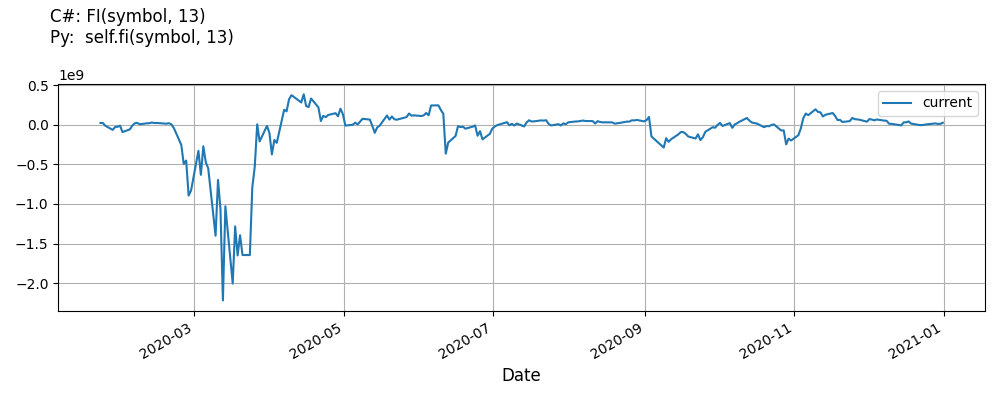 C#: FI(symbol, 13)
Py:  self.fi(symbol, 13)
1e9
0.5
0.0
−0.5
−1.0
−1.5
−2.0
current
2020-03
2020-05
2020-07
2020-09
2020-11
2021-01
Date